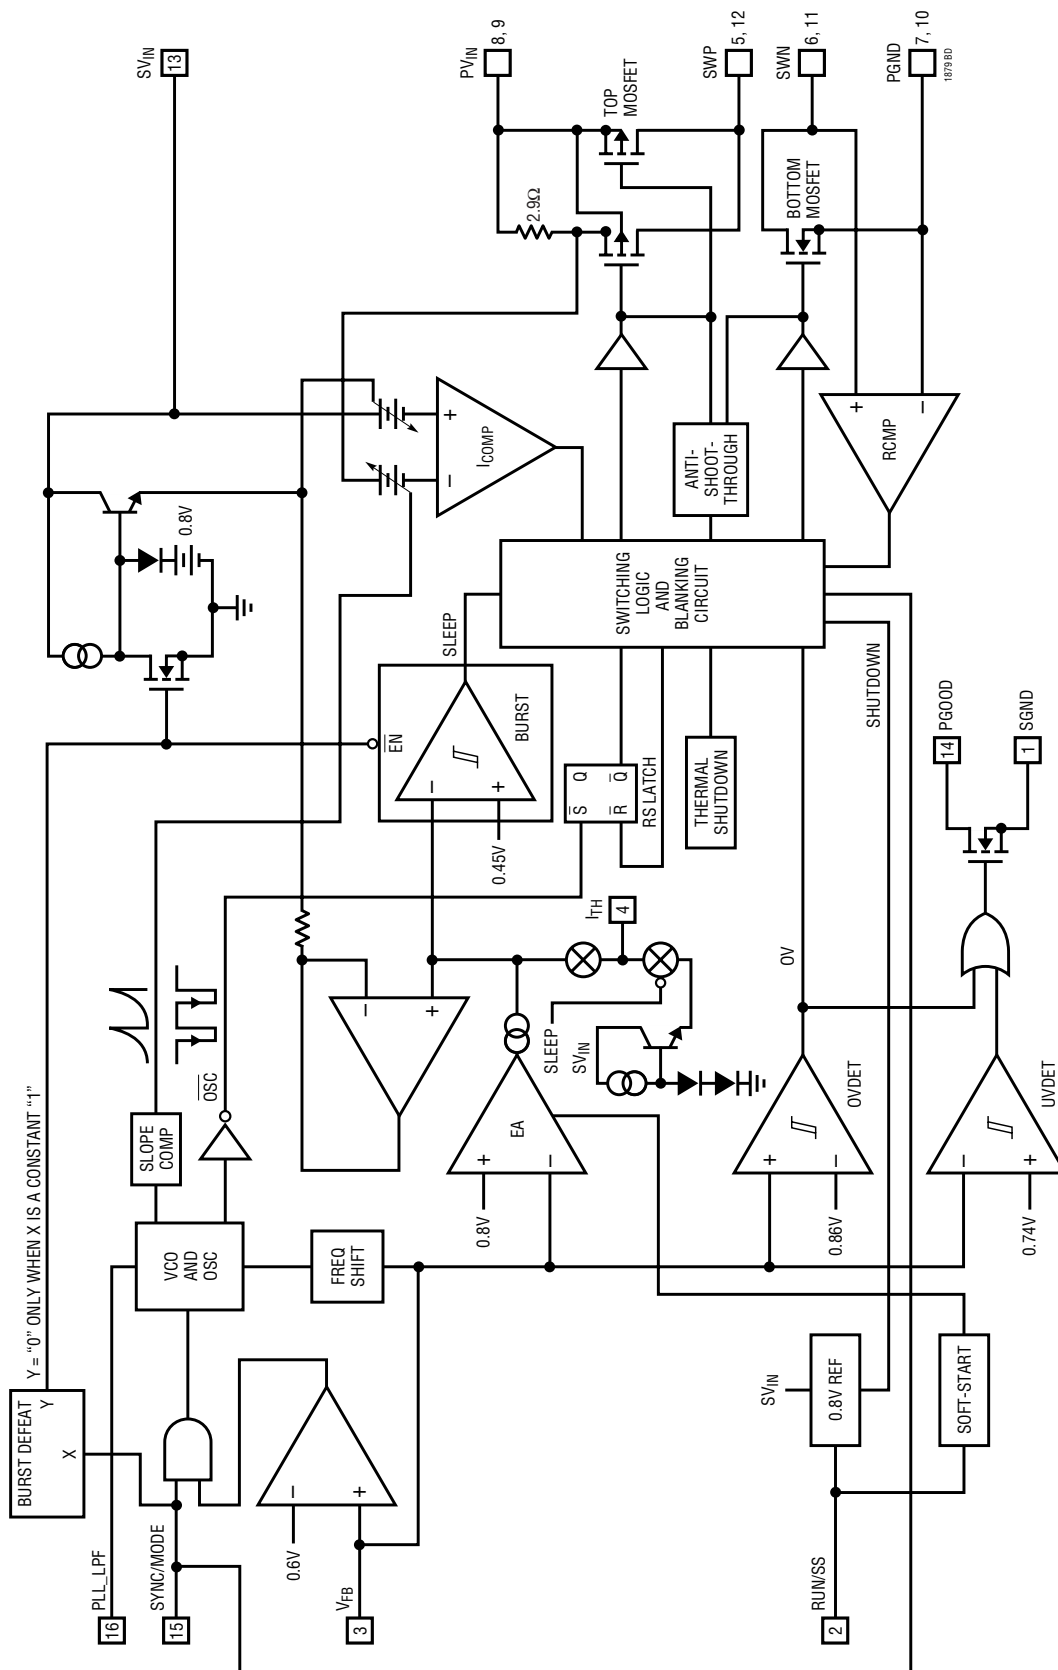 BURST DEFEAT
Y
X
Y = “0” ONLY WHEN X IS A CONSTANT “1”
PLL_LPF
16
SYNC/MODE
15
0.6V
VFB
3
RUN/SS
2
VCO
AND
OSC
SLOPE
COMP
OSC
FREQ
SHIFT
0.8V
+
–
EA
–
+
–
+
SLEEP
SVIN
ITH
4
0.8V REF
SVIN
SOFT-START
0.86V
+
–
OVDET
OV
0.74V
–
+
UVDET
PGOOD
14
SGND
1
SHUTDOWN
EN
–
+
0.45V
BURST
SLEEP
S
Q
R
Q
RS LATCH
THERMAL
SHUTDOWN
SWITCHING
LOGIC
AND
BLANKING
CIRCUIT
ANTI-
SHOOT-
THROUGH
0.8V
+
–
ICOMP
2.9Ω
TOP
MOSFET
BOTTOM
MOSFET
+
–
RCMP
SVIN
13
PVIN
8, 9
SWP
5, 12
SWN
6, 11
PGND
7, 10
1879 BD